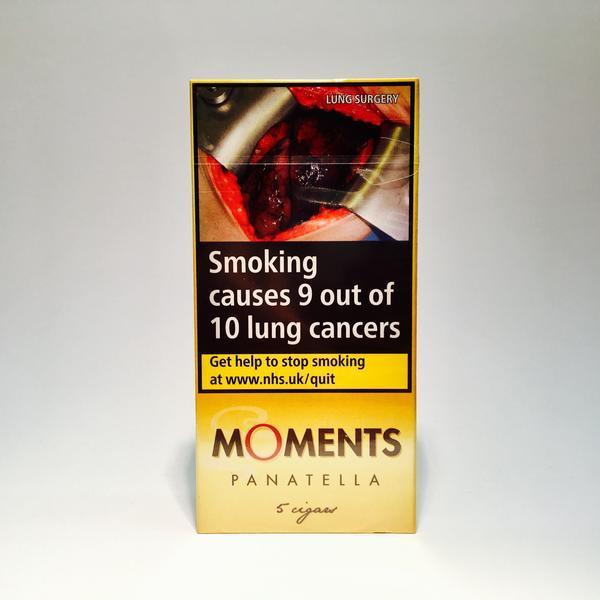 LUNG SURGERY
Smoking
causes 9 out of
10 lung cancers
Get help to stop smoking
at www.nhs.uk/quit
MOMENTS
PANATELLA
5 cigars